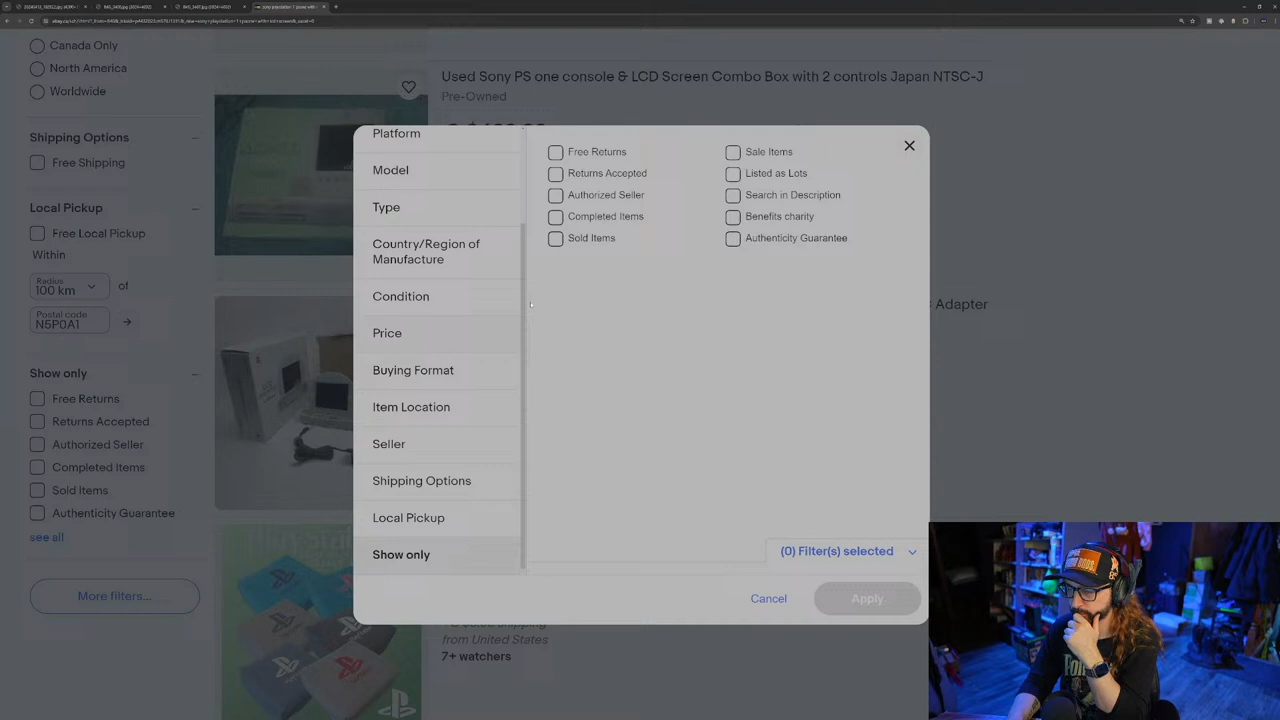 Canada Only
North America
Worldwide
Shipping Options
Free Shipping
Local Pickup
Free Local Pickup
Within
Radius
100 km
of
Postal code
N5P0A1
Show only
Free Returns
Returns Accepted
Authorized Seller
Completed Items
Sold Items
Authenticity Guarantee
see all
More filters...
Used Sony PS one console & LCD Screen Combo Box with 2 controls Japan NTSC-J
Pre-Owned
Platform
Model
Type
Country/Region of
Manufacture
Condition
Price
Buying Format
Item Location
Seller
Shipping Options
Local Pickup
Show only
Free Returns
Returns Accepted
Authorized Seller
Completed Items
Sold Items
Sale Items
Listed as Lots
Search in Description
Benefits charity
Authenticity Guarantee
(0) Filter(s) selected
Cancel
Apply
Adapter
from United States
7+ watchers